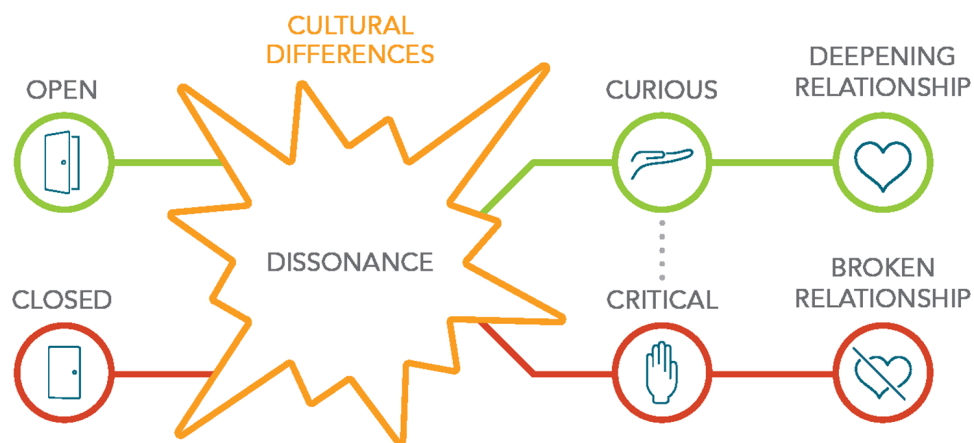 CULTURAL
DIFFERENCES
OPEN
CURIOUS
DEEPENING
RELATIONSHIP
DISSONANCE
CLOSED
CRITICAL
BROKEN
RELATIONSHIP